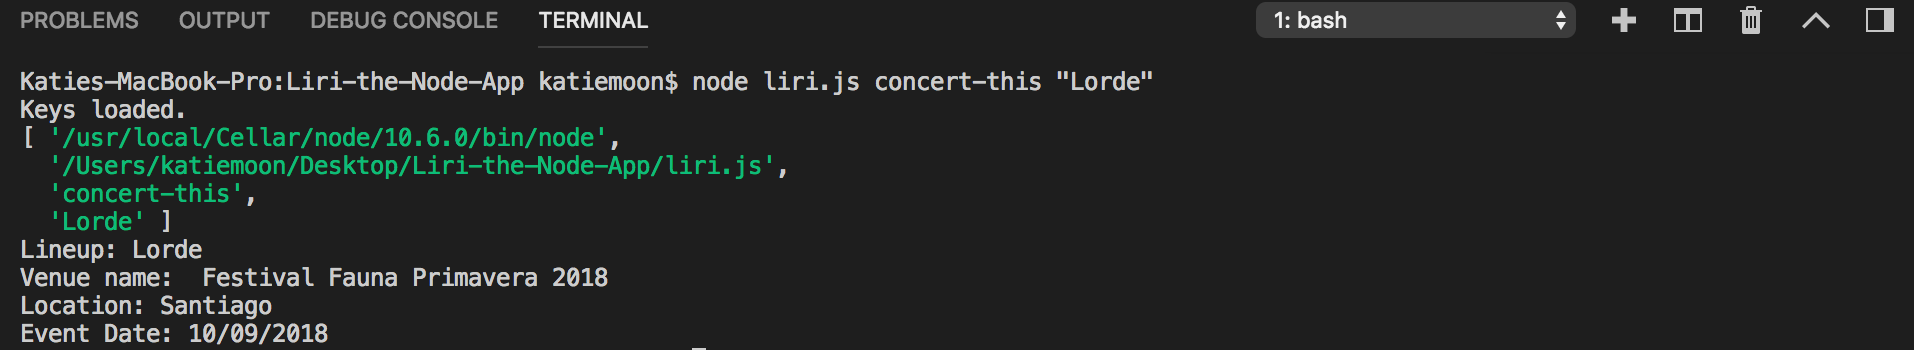 PROBLEMS OUTPUT DEBUG CONSOLE TERMINAL 1: bash
Katies-MacBook-Pro:Liri-the-Node-App katiemoon$ node liri.js concert-this "Lorde"
Keys loaded.
[ '/usr/local/Cellar/node/10.6.0/bin/node',
  '/Users/katiemoon/Desktop/Liri-the-Node-App/liri.js',
  'concert-this',
  'Lorde' ]
Lineup: Lorde
Venue name:  Festival Fauna Primavera 2018
Location: Santiago
Event Date: 10/09/2018